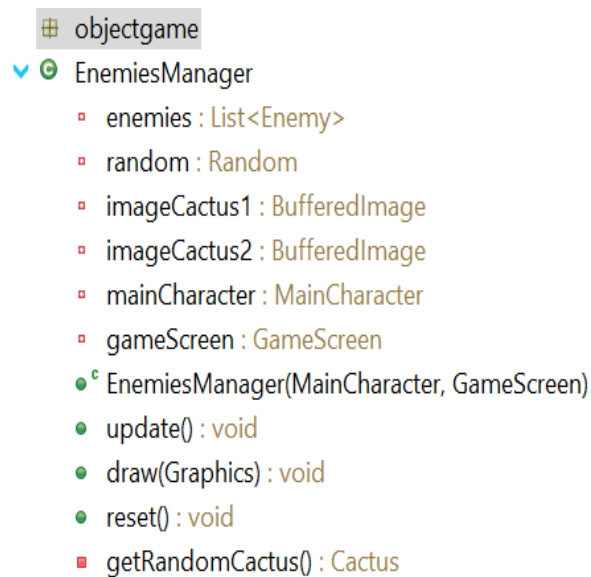 objectgame
EnemiesManager
enemies : List<Enemy>
random : Random
imageCactus1 : BufferedImage
imageCactus2 : BufferedImage
mainCharacter : MainCharacter
gameScreen : GameScreen
EnemiesManager(MainCharacter, GameScreen)
update() : void
draw(Graphics) : void
reset() : void
getRandomCactus() : Cactus